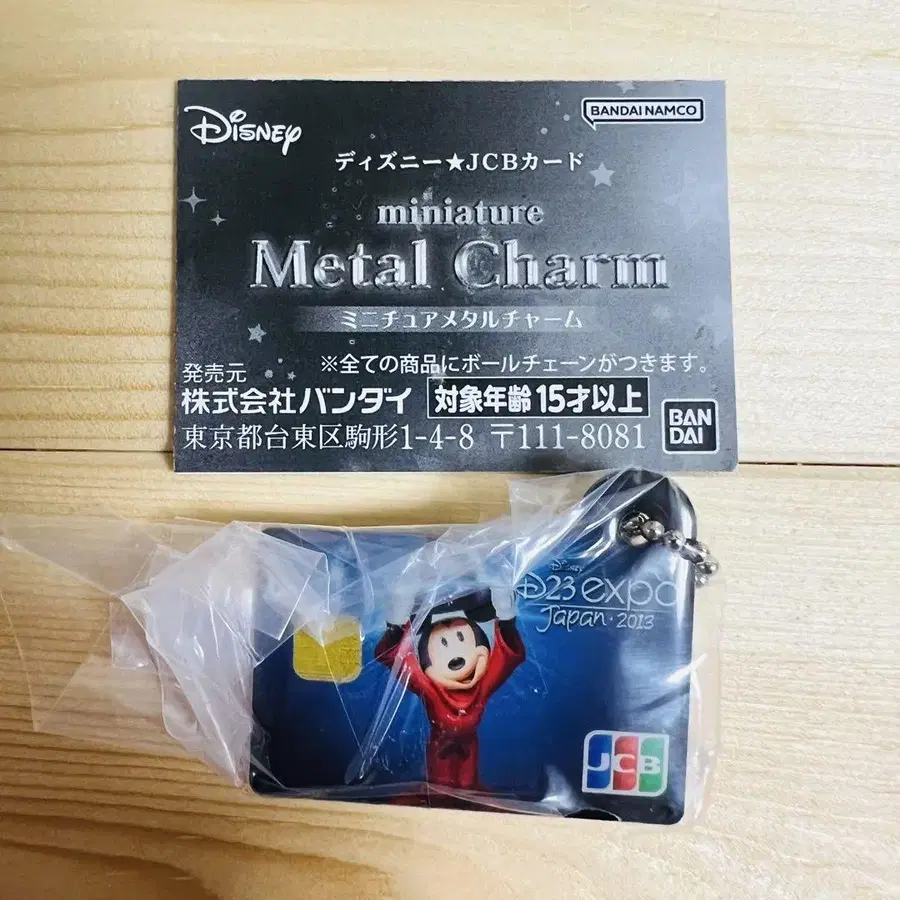 Disney
BANDAI NAMCO
ディズニー★JCBカード
miniature
Metal Charm
ミニチュアメタルチャーム
※全ての商品にボールチェーンがつきます。
発売元
株式会社バンダイ 対象年齢15才以上
東京都台東区駒形1-4-8 〒111-8081
BAN
DAI
Disney
D23 expo
Japan・2013
JCB